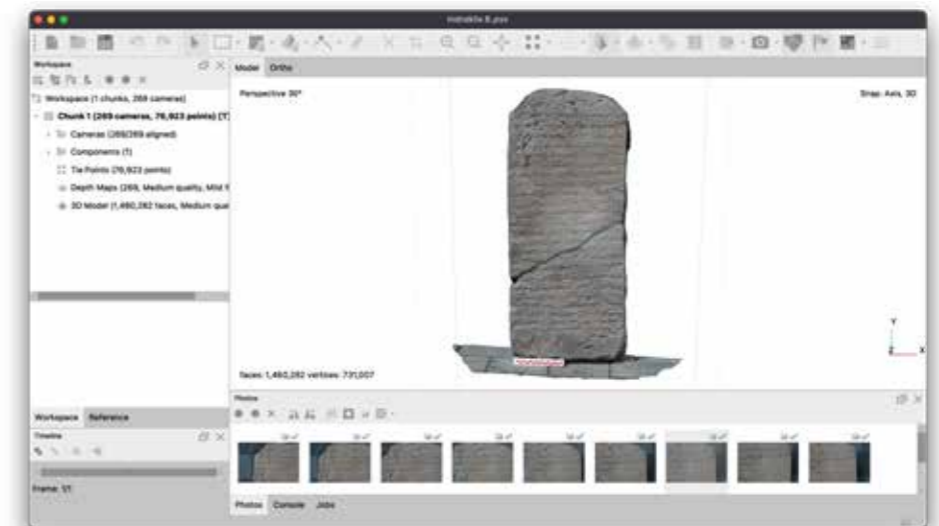 Workspace
Workspace (1 chunks, 269 cameras)
Chunk 1 (269 cameras, 76,923 points) [T
Cameras (269/269 aligned)
Components (1)
Tie Points (76,923 points)
Depth Maps (269, Medium quality, Mild f
3D Model (1,460,282 faces, Medium qual
Workspace Reference
Timeline
Frame: 1/1
Model Ortho
Perspective 30°
Snap: Axis, 3D
Y
Z X
faces: 1,460,282 vertices: 731,007
Photos
Photos Console Jobs